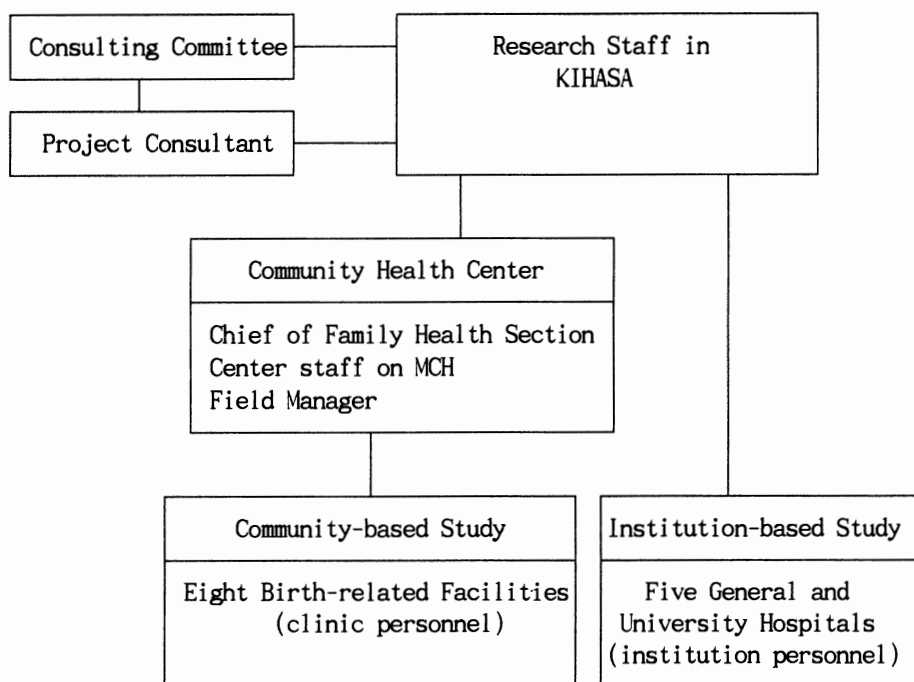 Consulting Committee
Research Staff in
KIHASA
Project Consultant
Community Health Center
Chief of Family Health Section
Center staff on MCH
Field Manager
Community-based Study
Eight Birth-related Facilities
(clinic personnel)
Institution-based Study
Five General and
University Hospitals
(institution personnel)